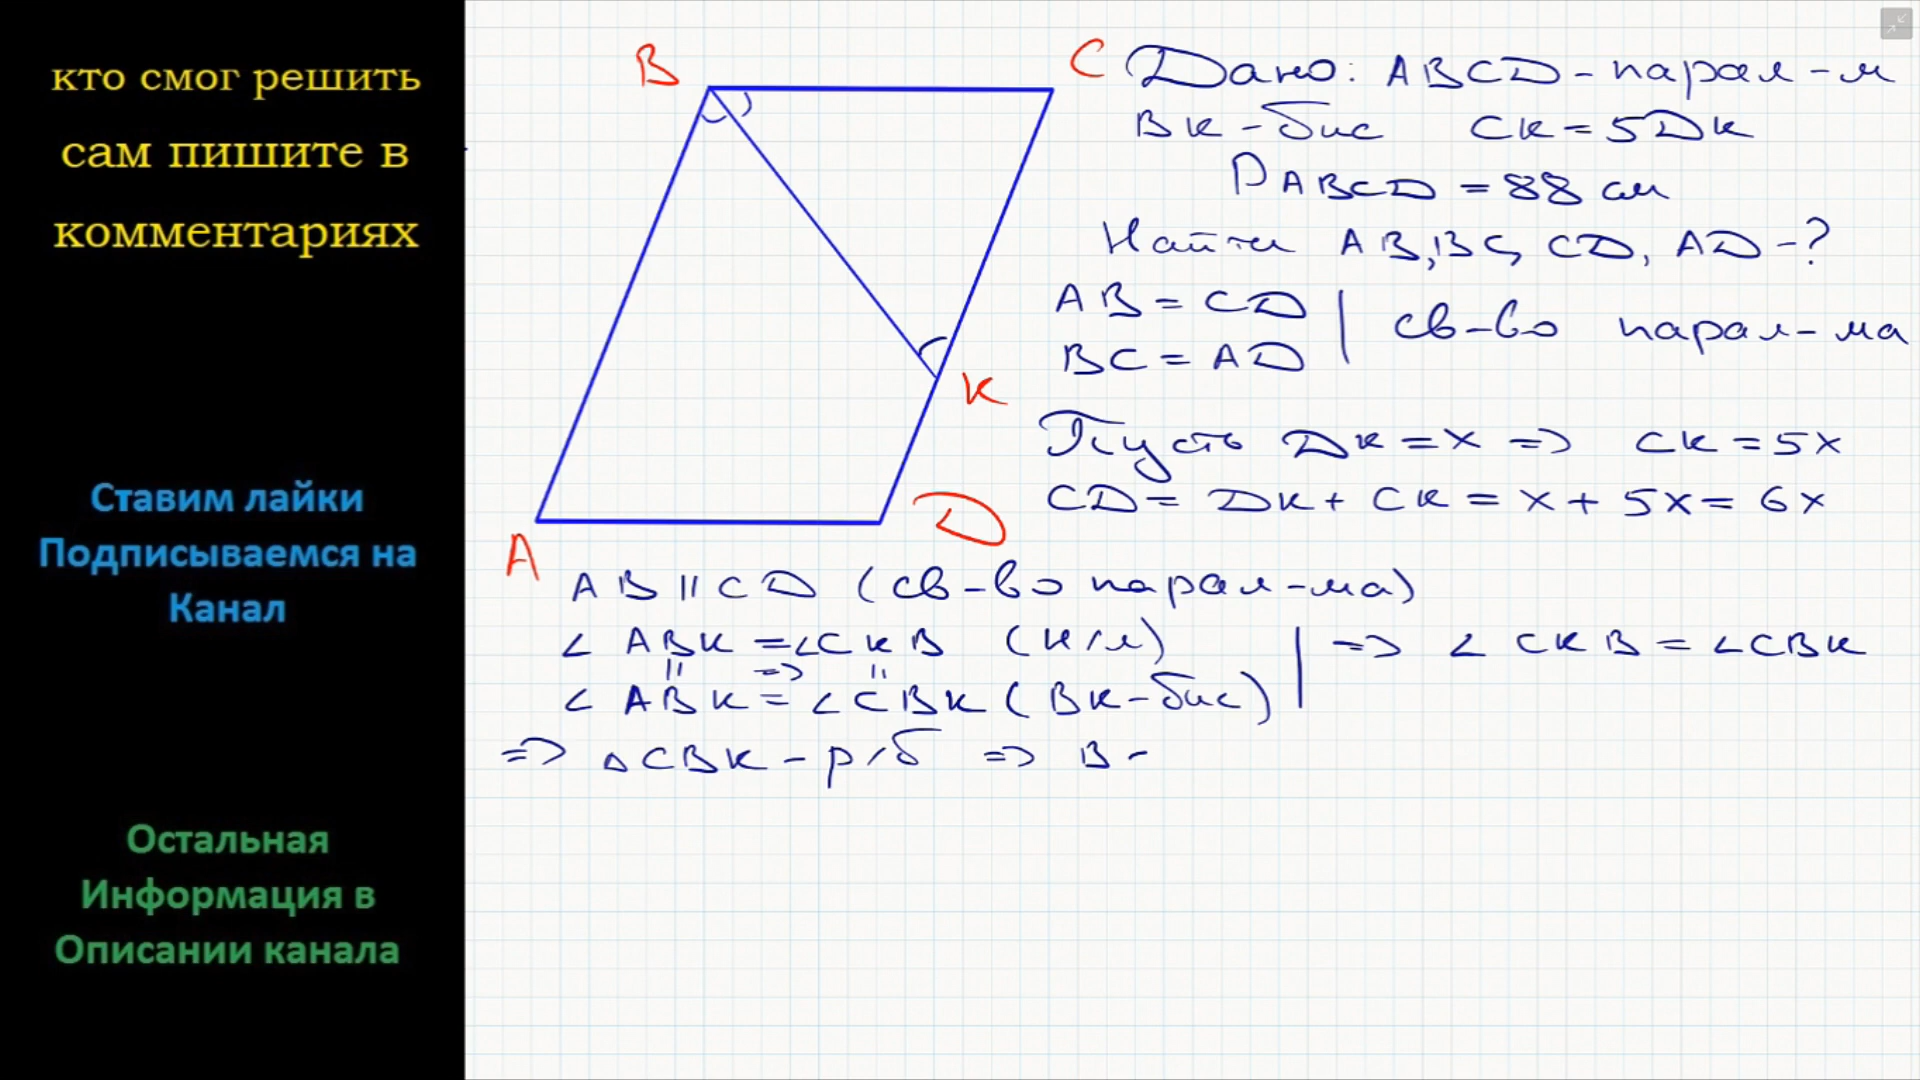 кто смог решить
сам пишите в
комментариях
Ставим лайки
Подписываемся на
Канал
Остальная
Информация в
Описании канала
B
C
K
A
D
Дано: ABCD - парал-м
BK - бис CK = 5DK
P ABCD = 88 см
Найти AB, BC, CD, AD - ?
AB = CD | св-во парал-ма
BC = AD
Пусть DK = x => CK = 5x
CD = DK + CK = x + 5x = 6x
AB || CD (св-во парал-ма)
∠ ABK = ∠CKB (н/л) | => ∠ CKB = ∠CBK
" => "
∠ ABK = ∠CBK (BK - бис)
=> △CBK - р/б => B -